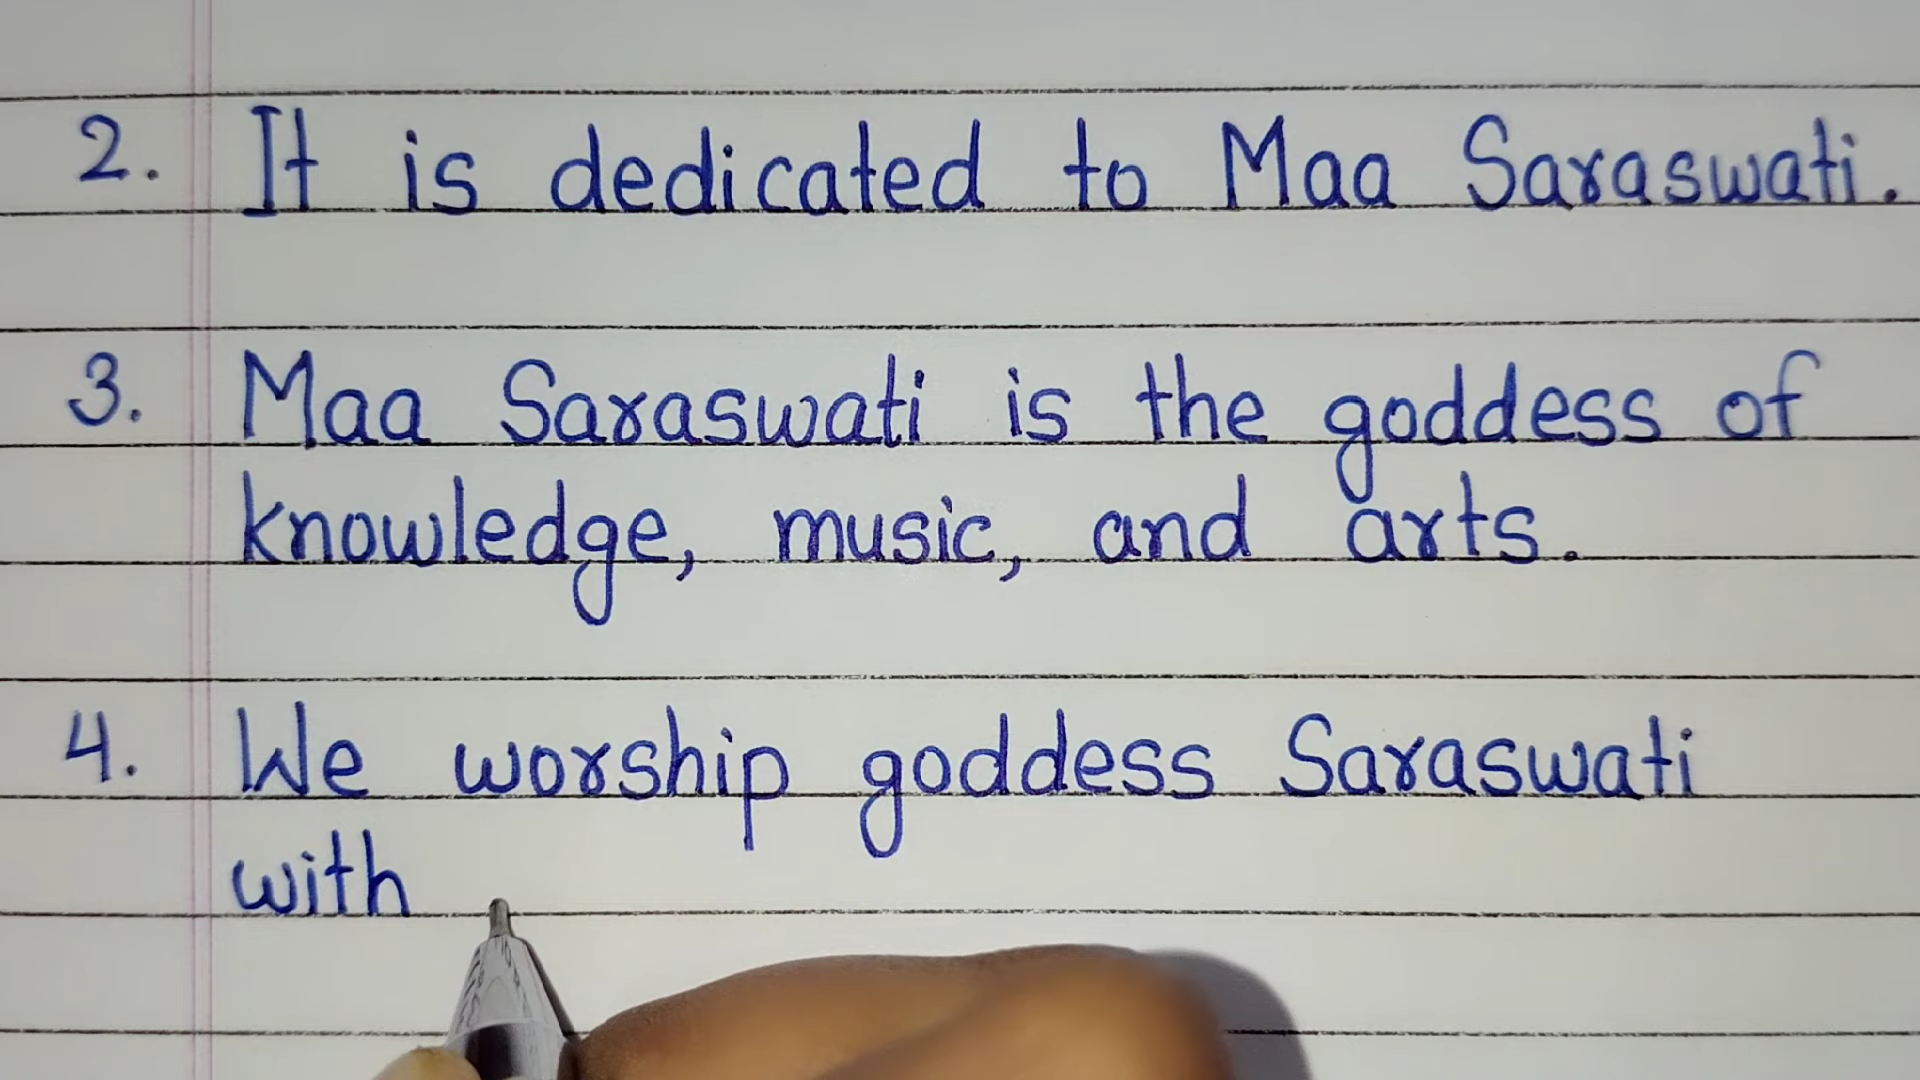 2. It is dedicated to Maa Saraswati.
3. Maa Saraswati is the goddess of
knowledge, music, and arts.
4. We worship goddess Saraswati
with